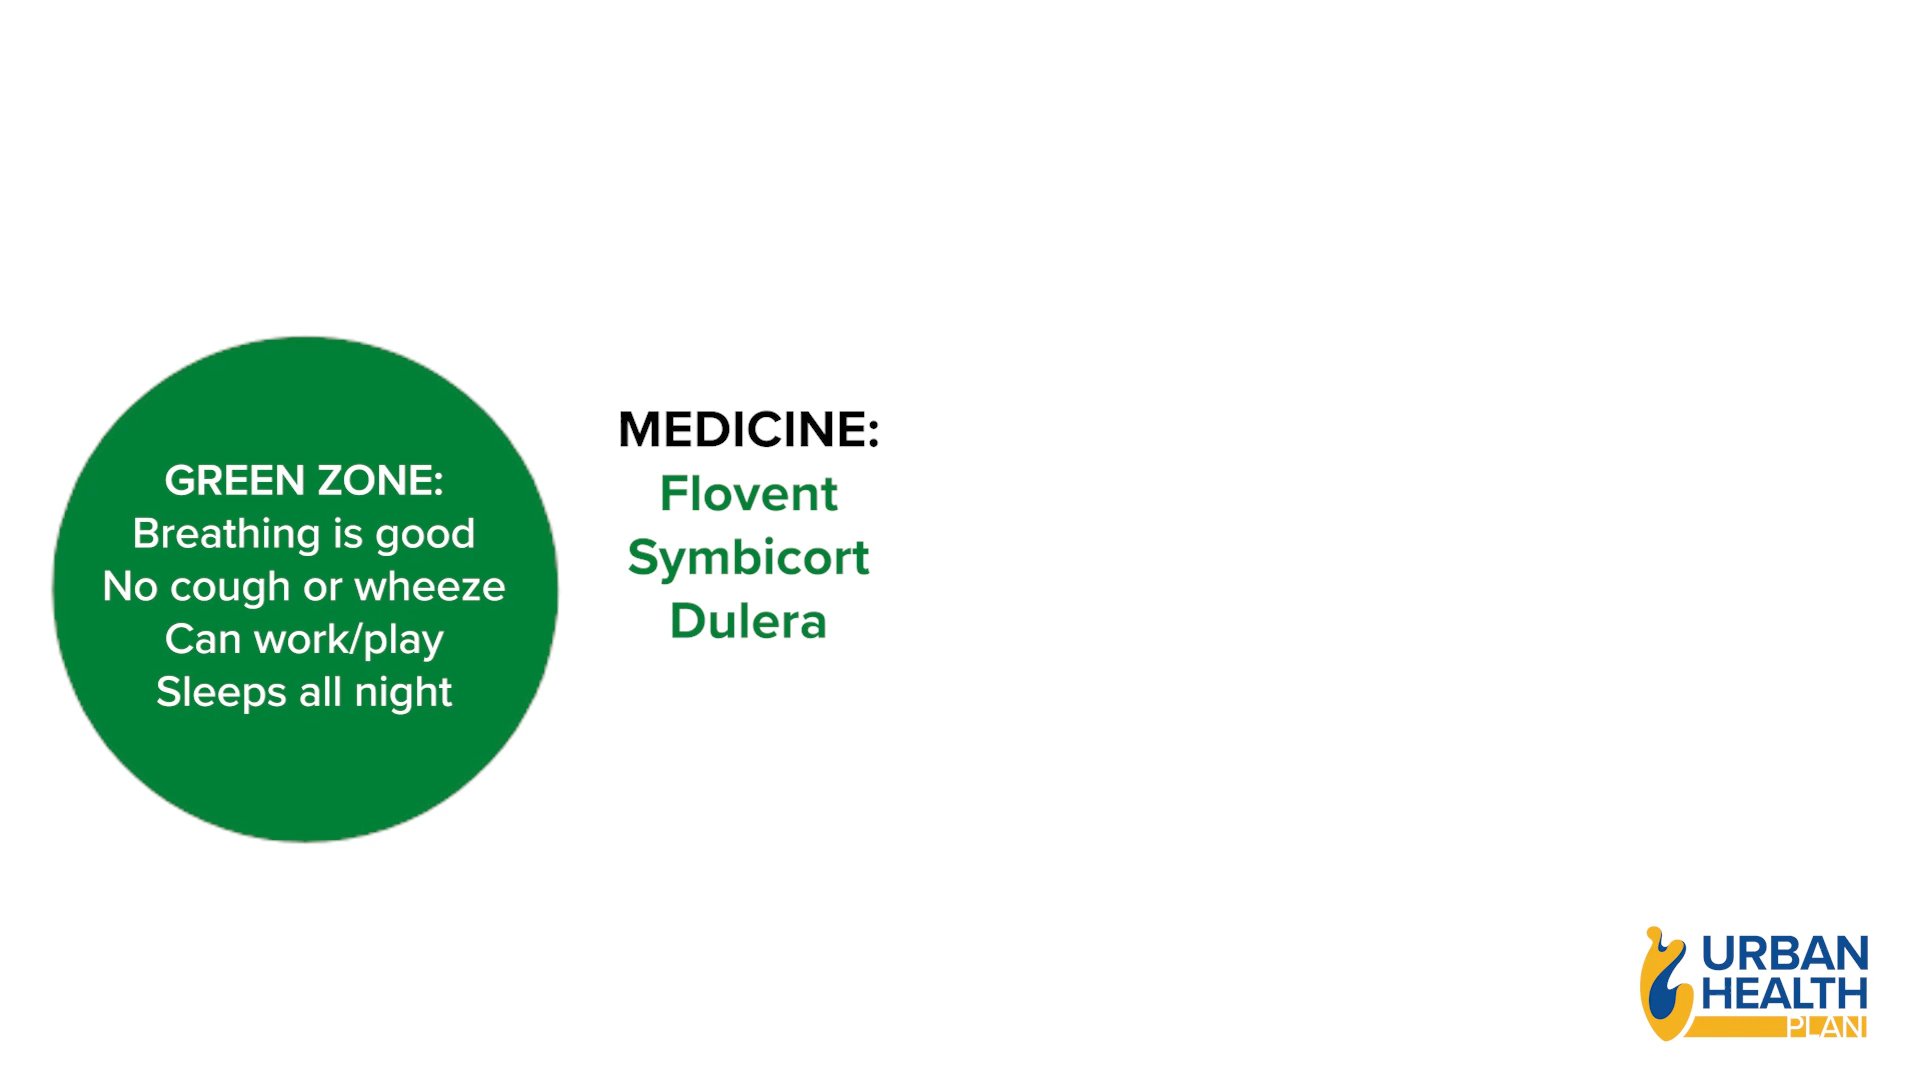 GREEN ZONE:
Breathing is good
No cough or wheeze
Can work/play
Sleeps all night
MEDICINE:
Flovent
Symbicort
Dulera
URBAN
HEALTH
PLAN